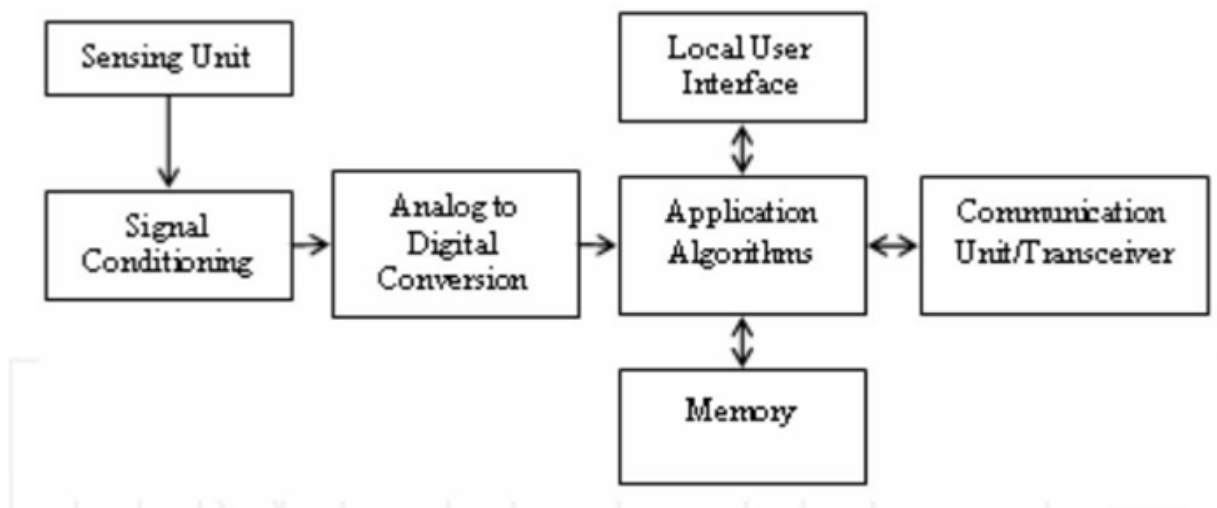 Sensing Unit
Local User
Interface
Signal
Conditioning
Analog to
Digital
Conversion
Application
Algorithms
Communication
Unit/Transceiver
Memory